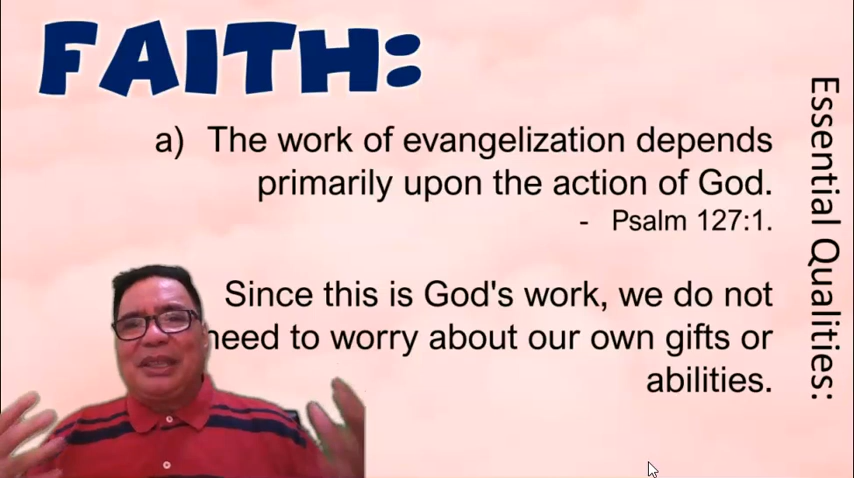 FAITH:
a) The work of evangelization depends
primarily upon the action of God.
- Psalm 127:1.
Since this is God's work, we do not
need to worry about our own gifts or
abilities.
Essential Qualities: